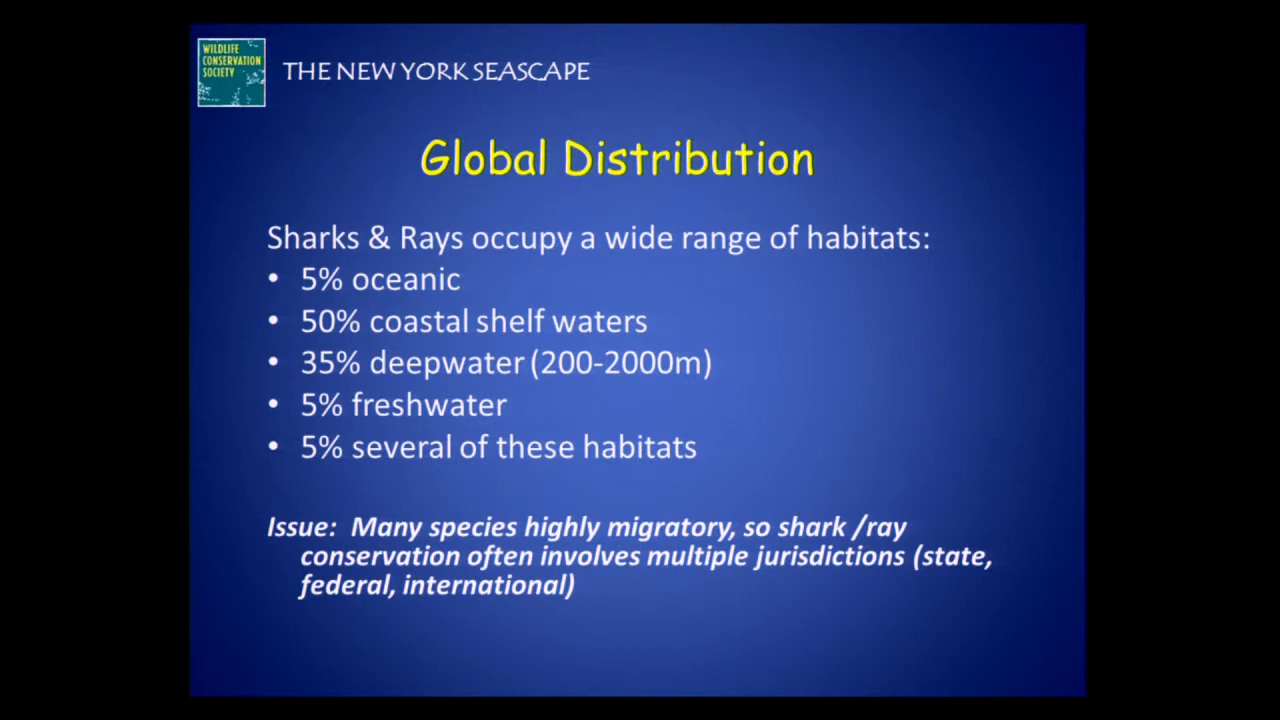 WILDLIFE
CONSERVATION
SOCIETY
THE NEW YORK SEASCAPE
Global Distribution
Sharks & Rays occupy a wide range of habitats:
• 5% oceanic
• 50% coastal shelf waters
• 35% deepwater (200-2000m)
• 5% freshwater
• 5% several of these habitats
Issue: Many species highly migratory, so shark /ray
conservation often involves multiple jurisdictions (state,
federal, international)